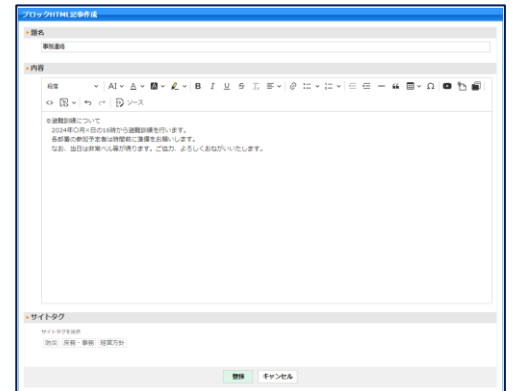 ブロックHTML記事作成
題名
事務連絡
内容
段落 AI A A B I U S Ω
<> ソース
※避難訓練について
2024年〇月×日の16時から避難訓練を行います。
各部署の参加予定者は時間前に準備をお願いします。
なお、当日は非常ベル等が鳴ります。ご協力、よろしくおねがいいたします。
サイトタグ
サイトタグを選択
防災 庶務・事務 経営方針
登録 キャンセル